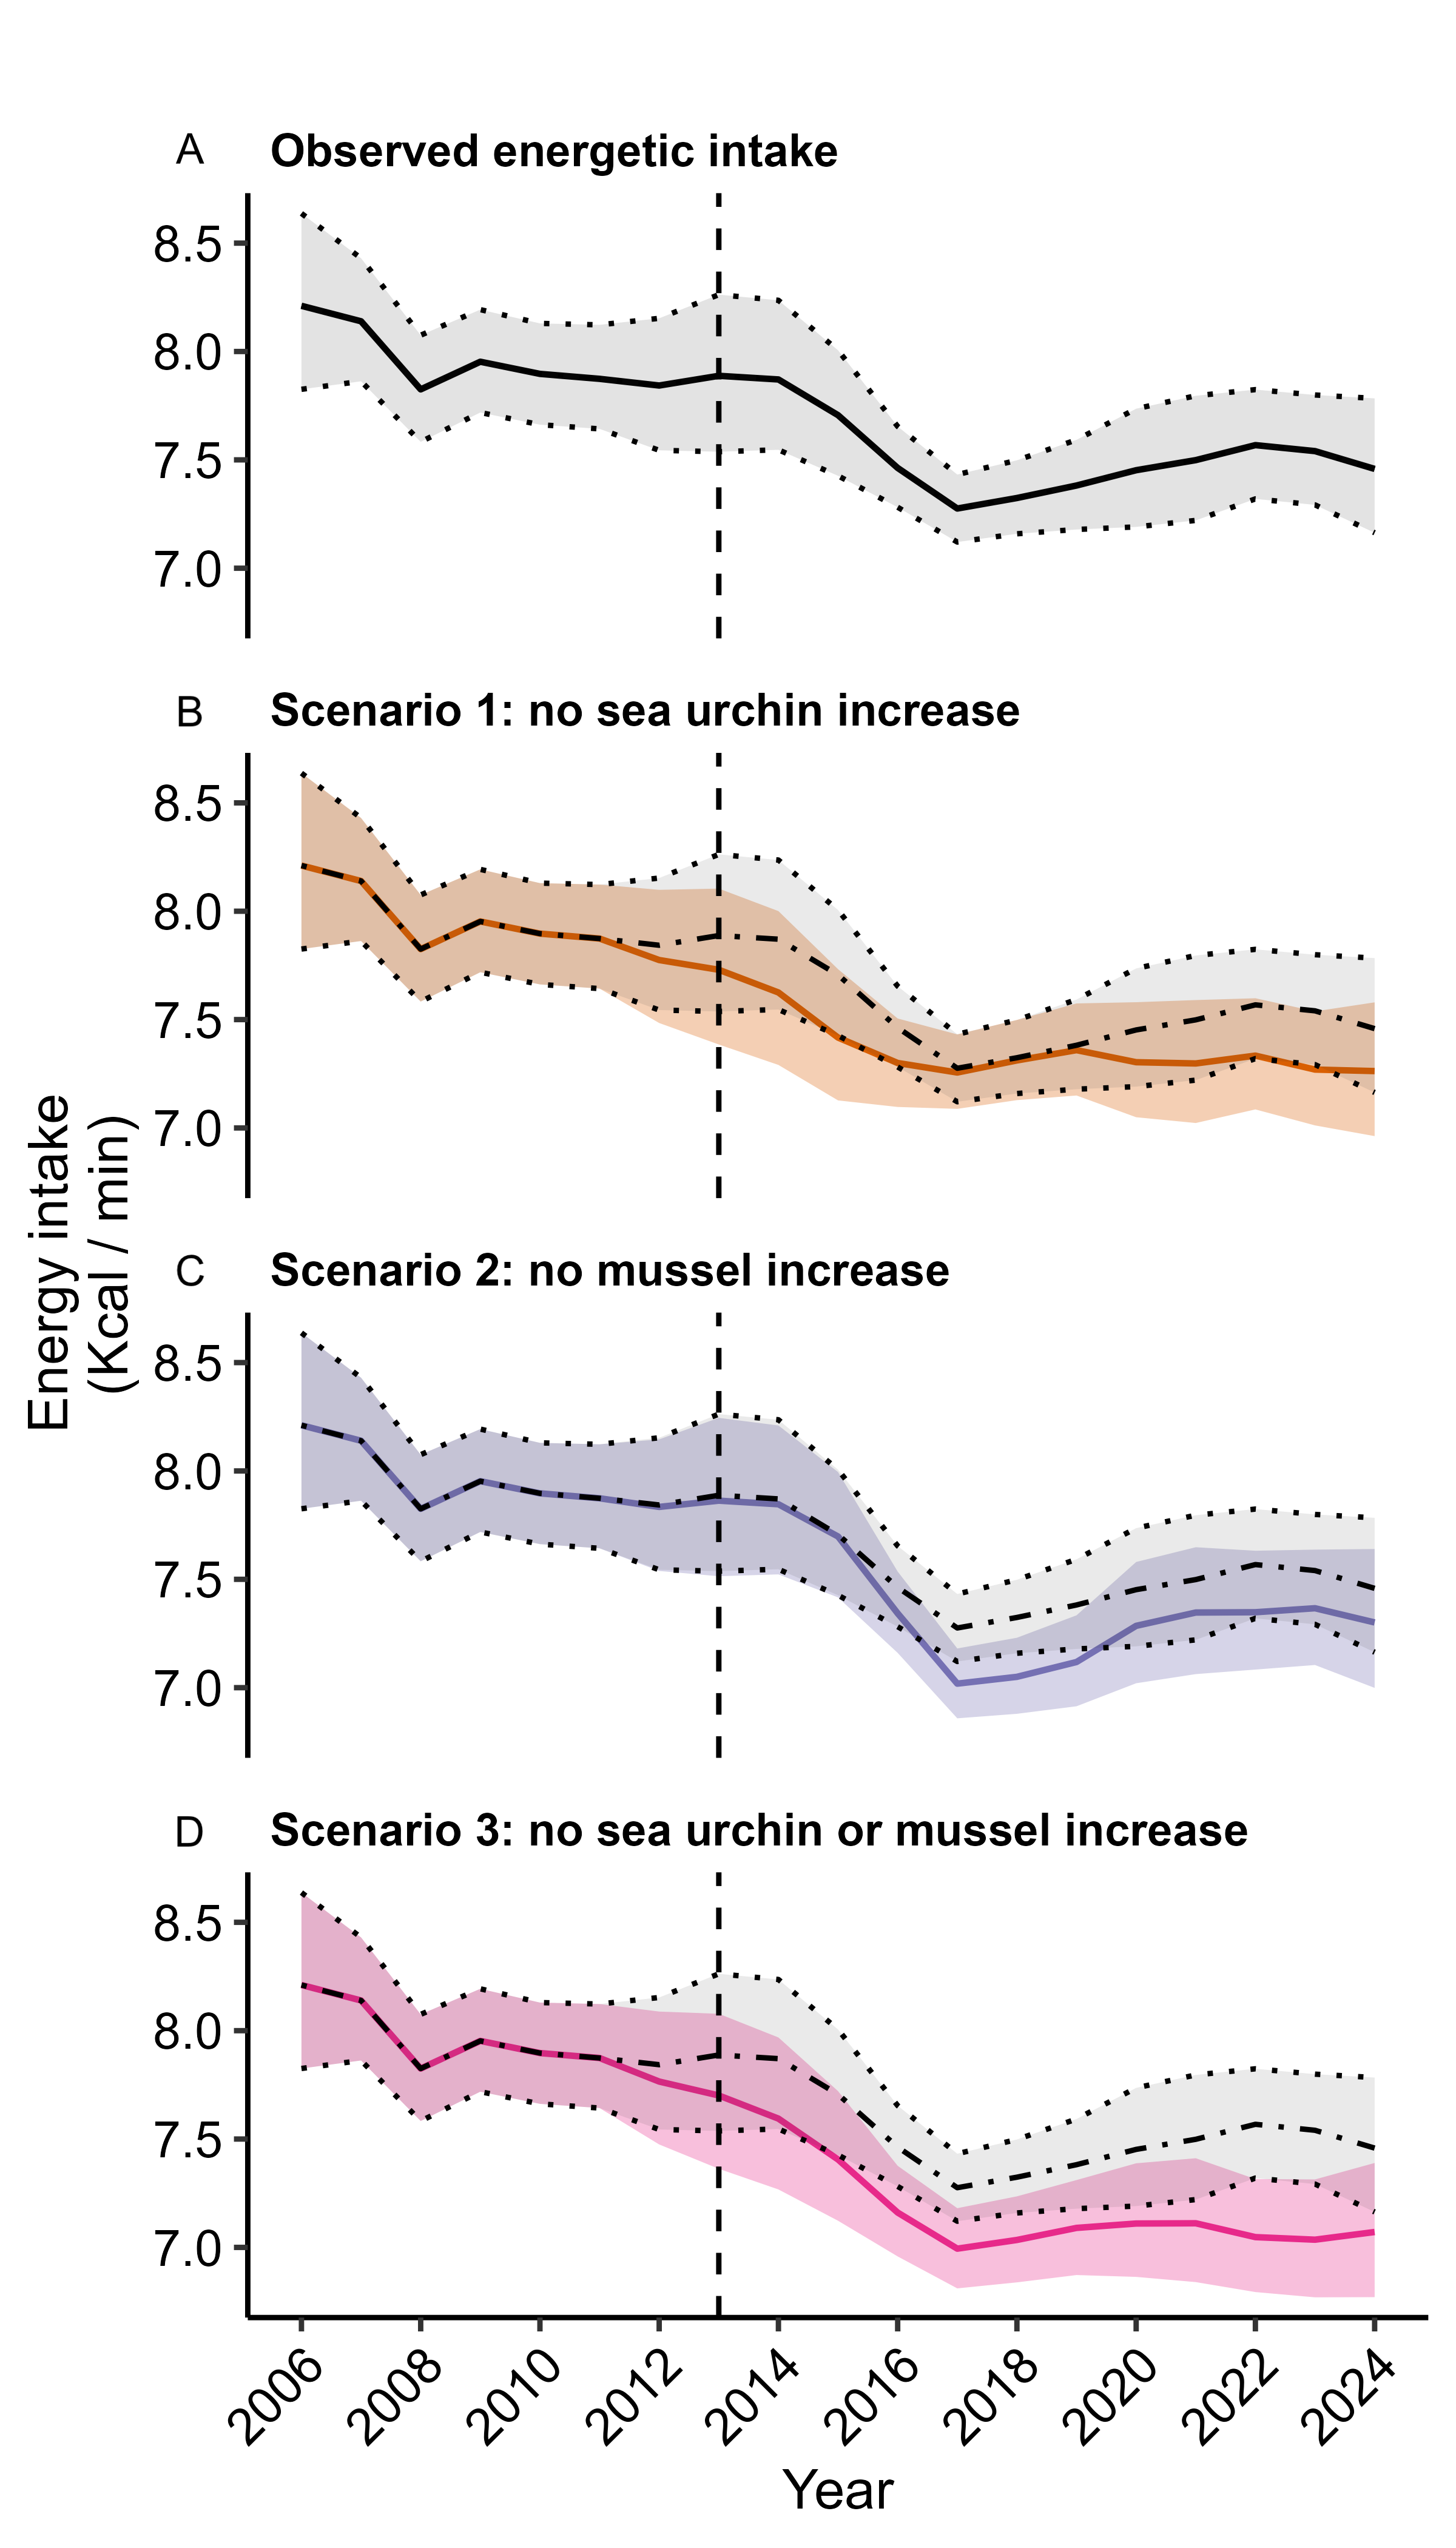 A Observed energetic intake
8.5
8.0
7.5
7.0
B Scenario 1: no sea urchin increase
8.5
8.0
7.5
7.0
Energy intake
(Kcal / min)
C Scenario 2: no mussel increase
8.5
8.0
7.5
7.0
D Scenario 3: no sea urchin or mussel increase
8.5
8.0
7.5
7.0
2006 2008 2010 2012 2014 2016 2018 2020 2022 2024
Year